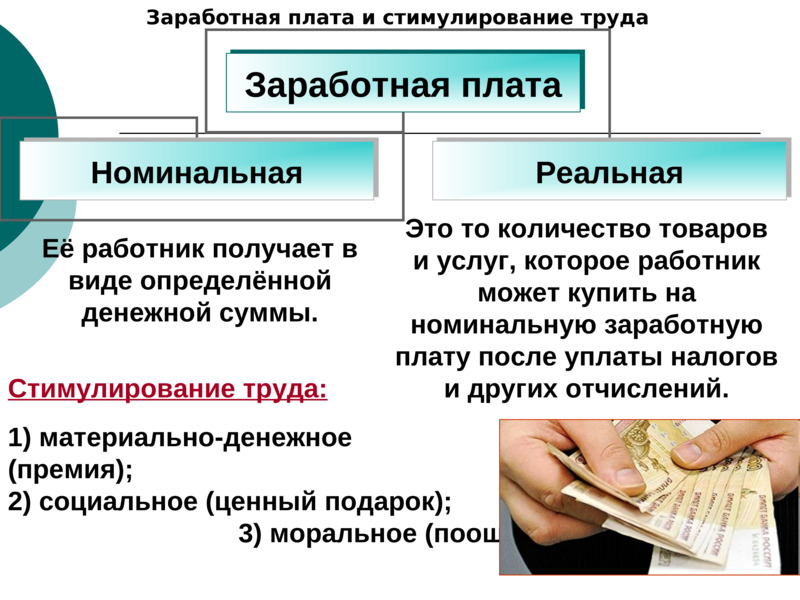 Заработная плата и стимулирование труда
Заработная плата
Номинальная
Реальная
Её работник получает в
виде определённой
денежной суммы.
Это то количество товаров
и услуг, которое работник
может купить на
номинальную заработную
плату после уплаты налогов
и других отчислений.
Стимулирование труда:
1) материально-денежное
(премия);
2) социальное (ценный подарок);
3) моральное (поощ